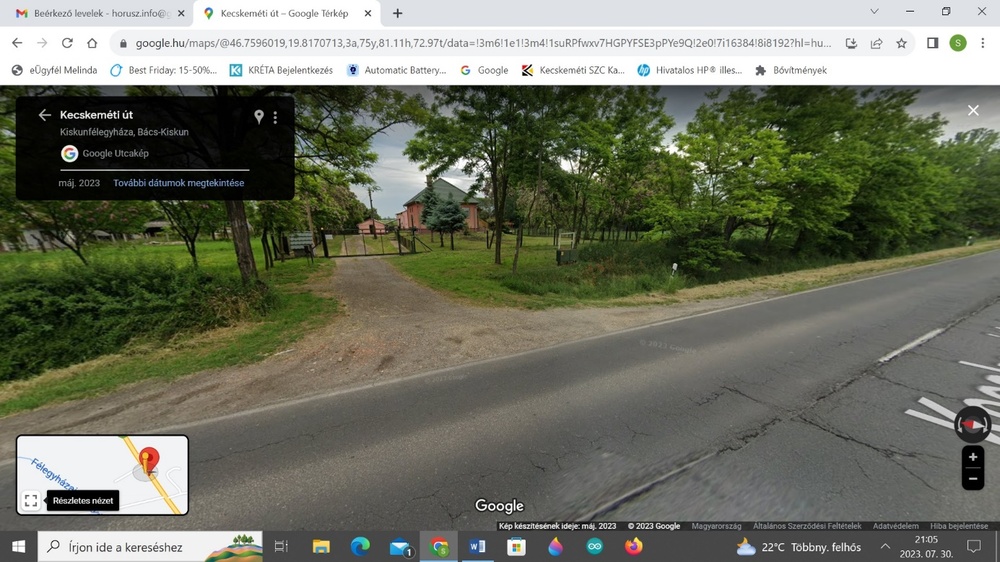 Beérkező levelek - horusz.info@g
Kecskeméti út – Google Térkép
google.hu/maps/@46.7596019,19.8170713,3a,75y,81.11h,72.97t/data=!3m6!1e1!3m4!1suRPfwxv7HGPYFSE3pPYe9Q!2e0!7i16384!8i8192?hl=hu...
S
eÜgyfél Melinda
Best Friday: 15-50%...
KRÉTA Bejelentkezés
Automatic Battery...
Google
Kecskeméti SZC Ka...
Hivatalos HP® illes...
Bővítmények
Kecskeméti út
Kiskunfélegyháza, Bács-Kiskun
Google Utcakép
máj. 2023 További dátumok megtekintése
© 2023 Google
© 2023 Google
Félegyházai
Részletes nézet
Google
Kép készítésének ideje: máj. 2023 © 2023 Google Magyarország Általános Szerződési Feltételek Adatvédelem Hiba bejelentése
Írjon ide a kereséshez
1
S
22°C Többny. felhős
21:05
2023. 07. 30.